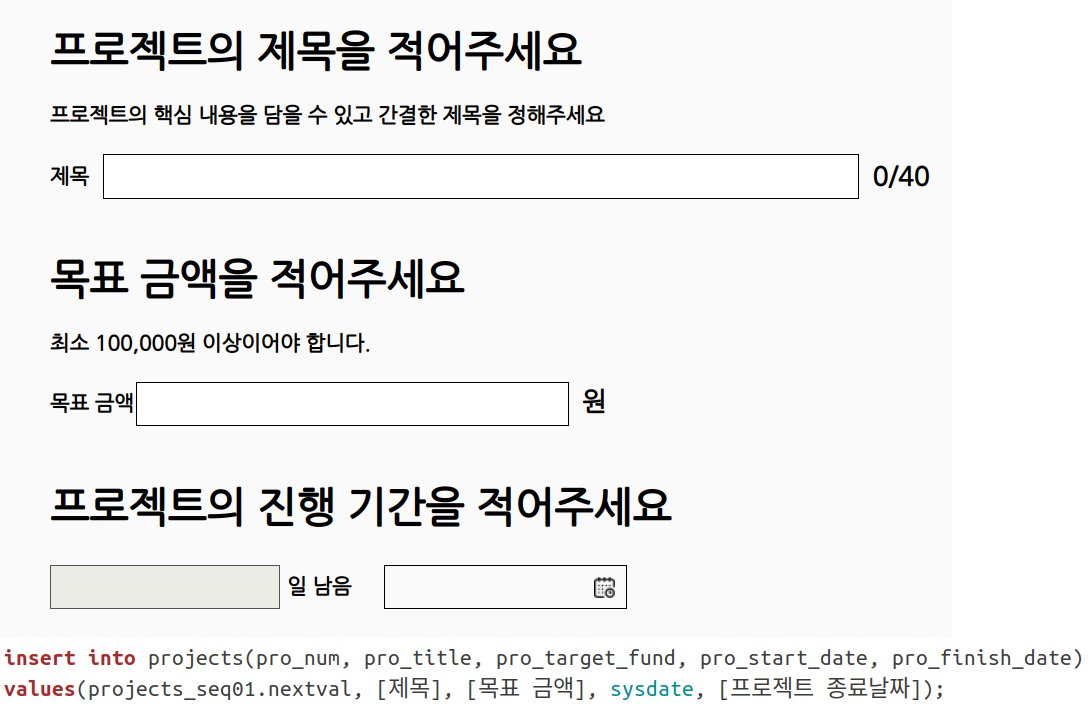 프로젝트의 제목을 적어주세요
프로젝트의 핵심 내용을 담을 수 있고 간결한 제목을 정해주세요
제목 0/40
목표 금액을 적어주세요
최소 100,000원 이상이어야 합니다.
목표 금액 원
프로젝트의 진행 기간을 적어주세요
일 남음
insert into projects(pro_num, pro_title, pro_target_fund, pro_start_date, pro_finish_date)
values(projects_seq01.nextval, [제목], [목표 금액], sysdate, [프로젝트 종료날짜]);